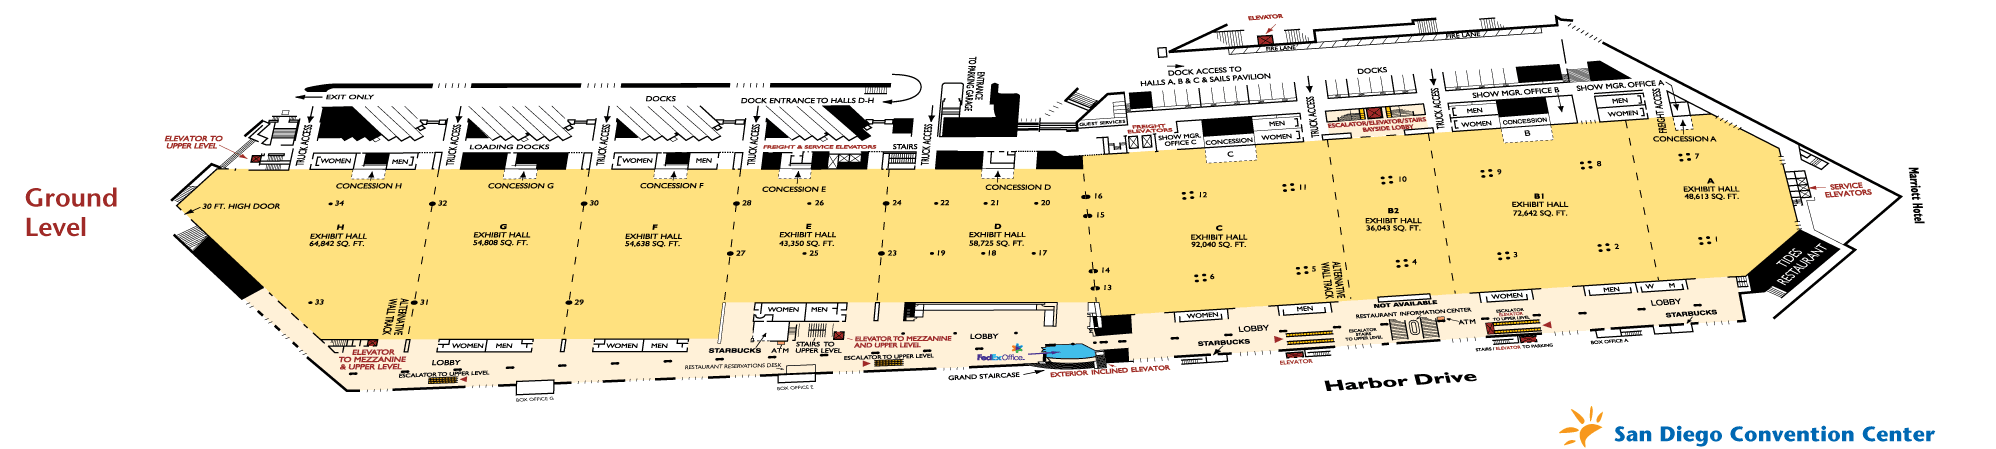 Ground
Level
ELEVATOR
FIRE LANE
FIRE LANE
DOCK ACCESS TO
HALLS A, B & C & SAILS PAVILION
DOCKS
SHOW MGR. OFFICE B
SHOW MGR. OFFICE A
EXIT ONLY
DOCKS
DOCK ENTRANCE TO HALLS D-H
ENTRANCE
TO PARKING GARAGE
GUEST SERVICES
FREIGHT
ELEVATORS
SHOW MGR.
OFFICE C
CONCESSION
C
MEN
WOMEN
TRUCK ACCESS
ESCALATOR/ELEVATOR/STAIRS
BAYSIDE LOBBY
TRUCK ACCESS
MEN
WOMEN
CONCESSION
B
MEN
WOMEN
FREIGHT ACCESS
CONCESSION A
ELEVATOR TO
UPPER LEVEL
TRUCK ACCESS
TRUCK ACCESS
TRUCK ACCESS
TRUCK ACCESS
TRUCK ACCESS
LOADING DOCKS
FREIGHT & SERVICE ELEVATORS
STAIRS
WOMEN
MEN
WOMEN
MEN
CONCESSION H
CONCESSION G
CONCESSION F
CONCESSION E
CONCESSION D
30 FT. HIGH DOOR
34
32
30
28
26
24
22
21
20
16
15
12
11
10
9
8
7
H
EXHIBIT HALL
64,842 SQ. FT.
G
EXHIBIT HALL
54,808 SQ. FT.
F
EXHIBIT HALL
54,638 SQ. FT.
E
EXHIBIT HALL
43,350 SQ. FT.
D
EXHIBIT HALL
58,725 SQ. FT.
C
EXHIBIT HALL
92,040 SQ. FT.
B2
EXHIBIT HALL
36,043 SQ. FT.
B1
EXHIBIT HALL
72,642 SQ. FT.
A
EXHIBIT HALL
48,613 SQ. FT.
SERVICE
ELEVATORS
Marriott Hotel
TIDES
RESTAURANT
33
31
29
27
25
23
19
18
17
14
13
6
5
4
3
2
1
ALTERNATIVE
WALL TRACK
ALTERNATIVE
WALL TRACK
WOMEN
MEN
WOMEN
MEN
NOT AVAILABLE
WOMEN
MEN
W M
LOBBY
STARBUCKS
RESTAURANT INFORMATION CENTER
ATM
ESCALATOR
ELEVATOR
TO UPPER LEVEL
ESCALATOR
STAIRS
TO UPPER LEVEL
LOBBY
STARBUCKS
STAIRS / ELEVATOR TO PARKING
BOX OFFICE A
ELEVATOR
ELEVATOR
TO MEZZANINE
& UPPER LEVEL
LOBBY
WOMEN
MEN
WOMEN
MEN
ESCALATOR TO UPPER LEVEL
STARBUCKS
ATM
STAIRS TO
UPPER LEVEL
ELEVATOR TO MEZZANINE
AND UPPER LEVEL
ESCALATOR TO UPPER LEVEL
LOBBY
RESTAURANT RESERVATIONS DESK
FedExOffice.
GRAND STAIRCASE
EXTERIOR INCLINED ELEVATOR
BOX OFFICE G
Harbor Drive
San Diego Convention Center